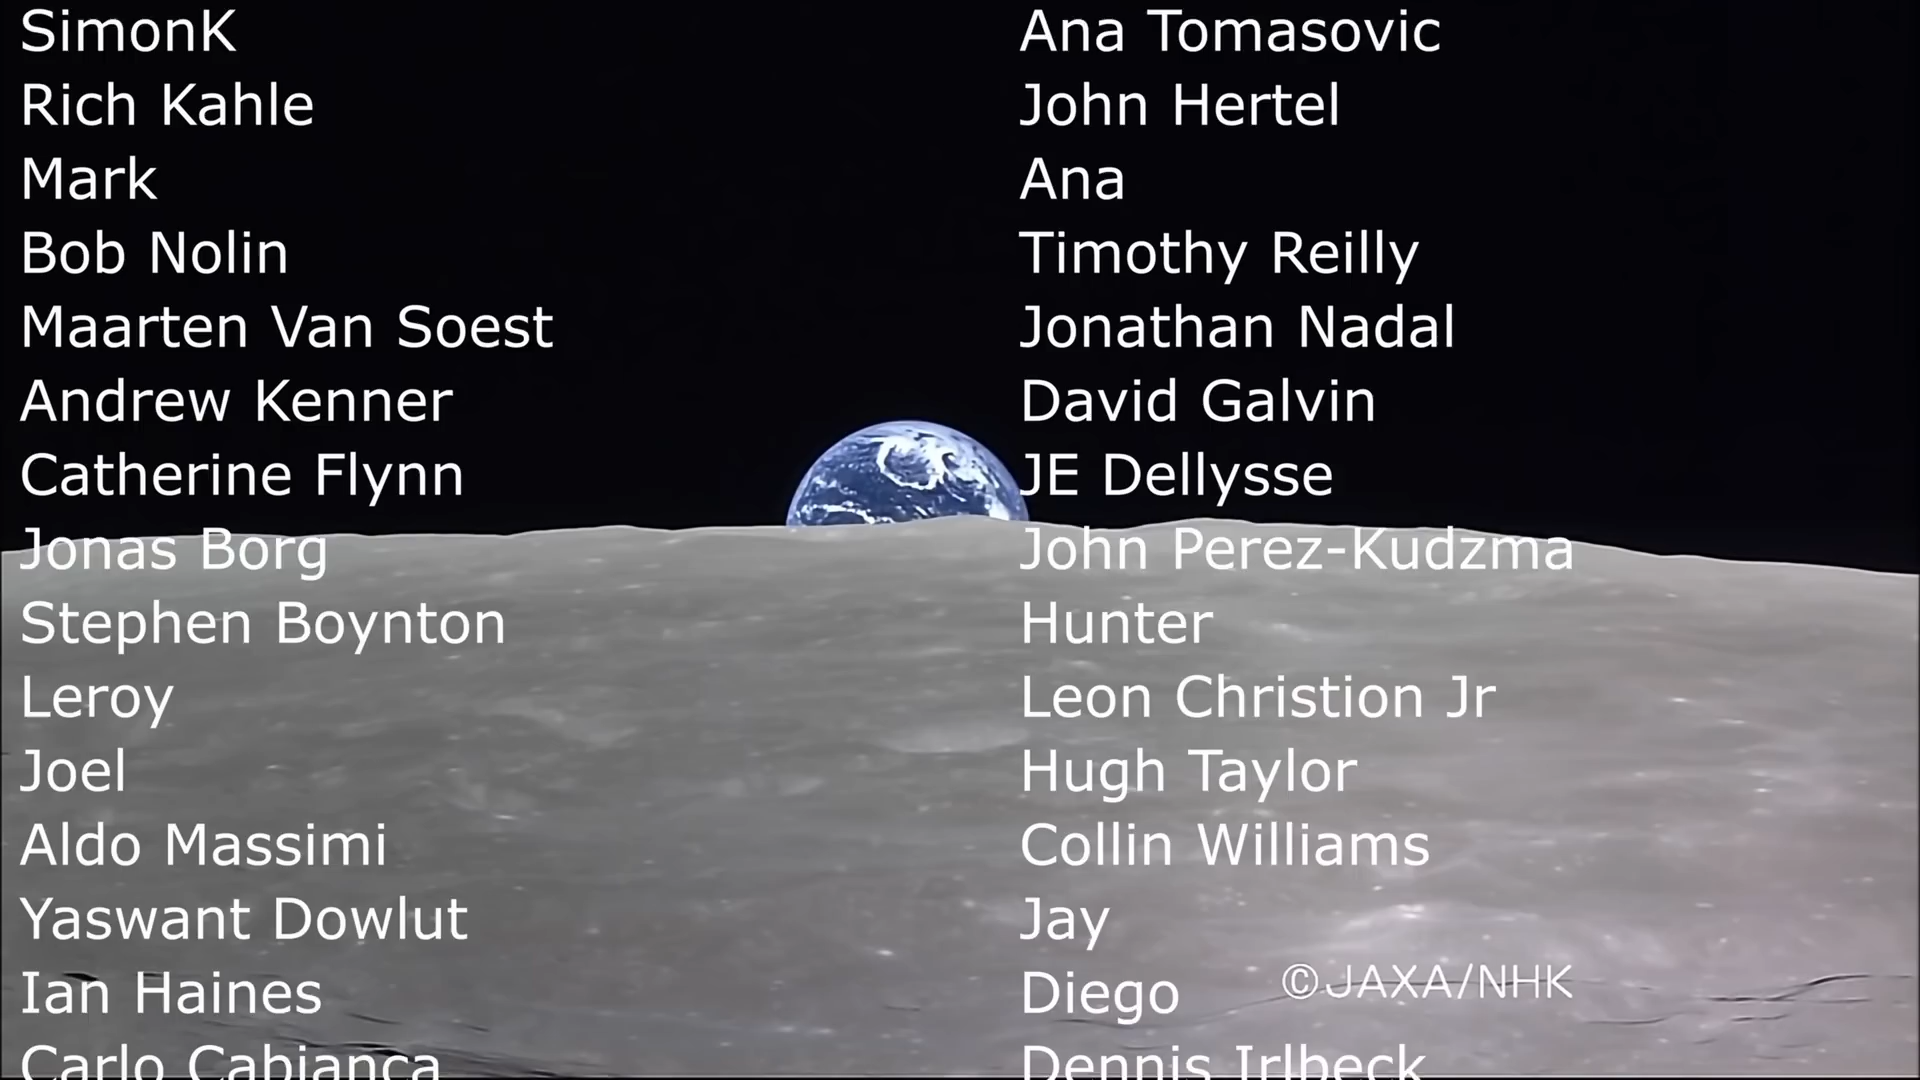 SimonK
Rich Kahle
Mark
Bob Nolin
Maarten Van Soest
Andrew Kenner
Catherine Flynn
Jonas Borg
Stephen Boynton
Leroy
Joel
Aldo Massimi
Yaswant Dowlut
Ian Haines
Carlo Cabianca
Ana Tomasovic
John Hertel
Ana
Timothy Reilly
Jonathan Nadal
David Galvin
JE Dellysse
John Perez-Kudzma
Hunter
Leon Christion Jr
Hugh Taylor
Collin Williams
Jay
Diego
Dennis Irlbeck
©JAXA/NHK